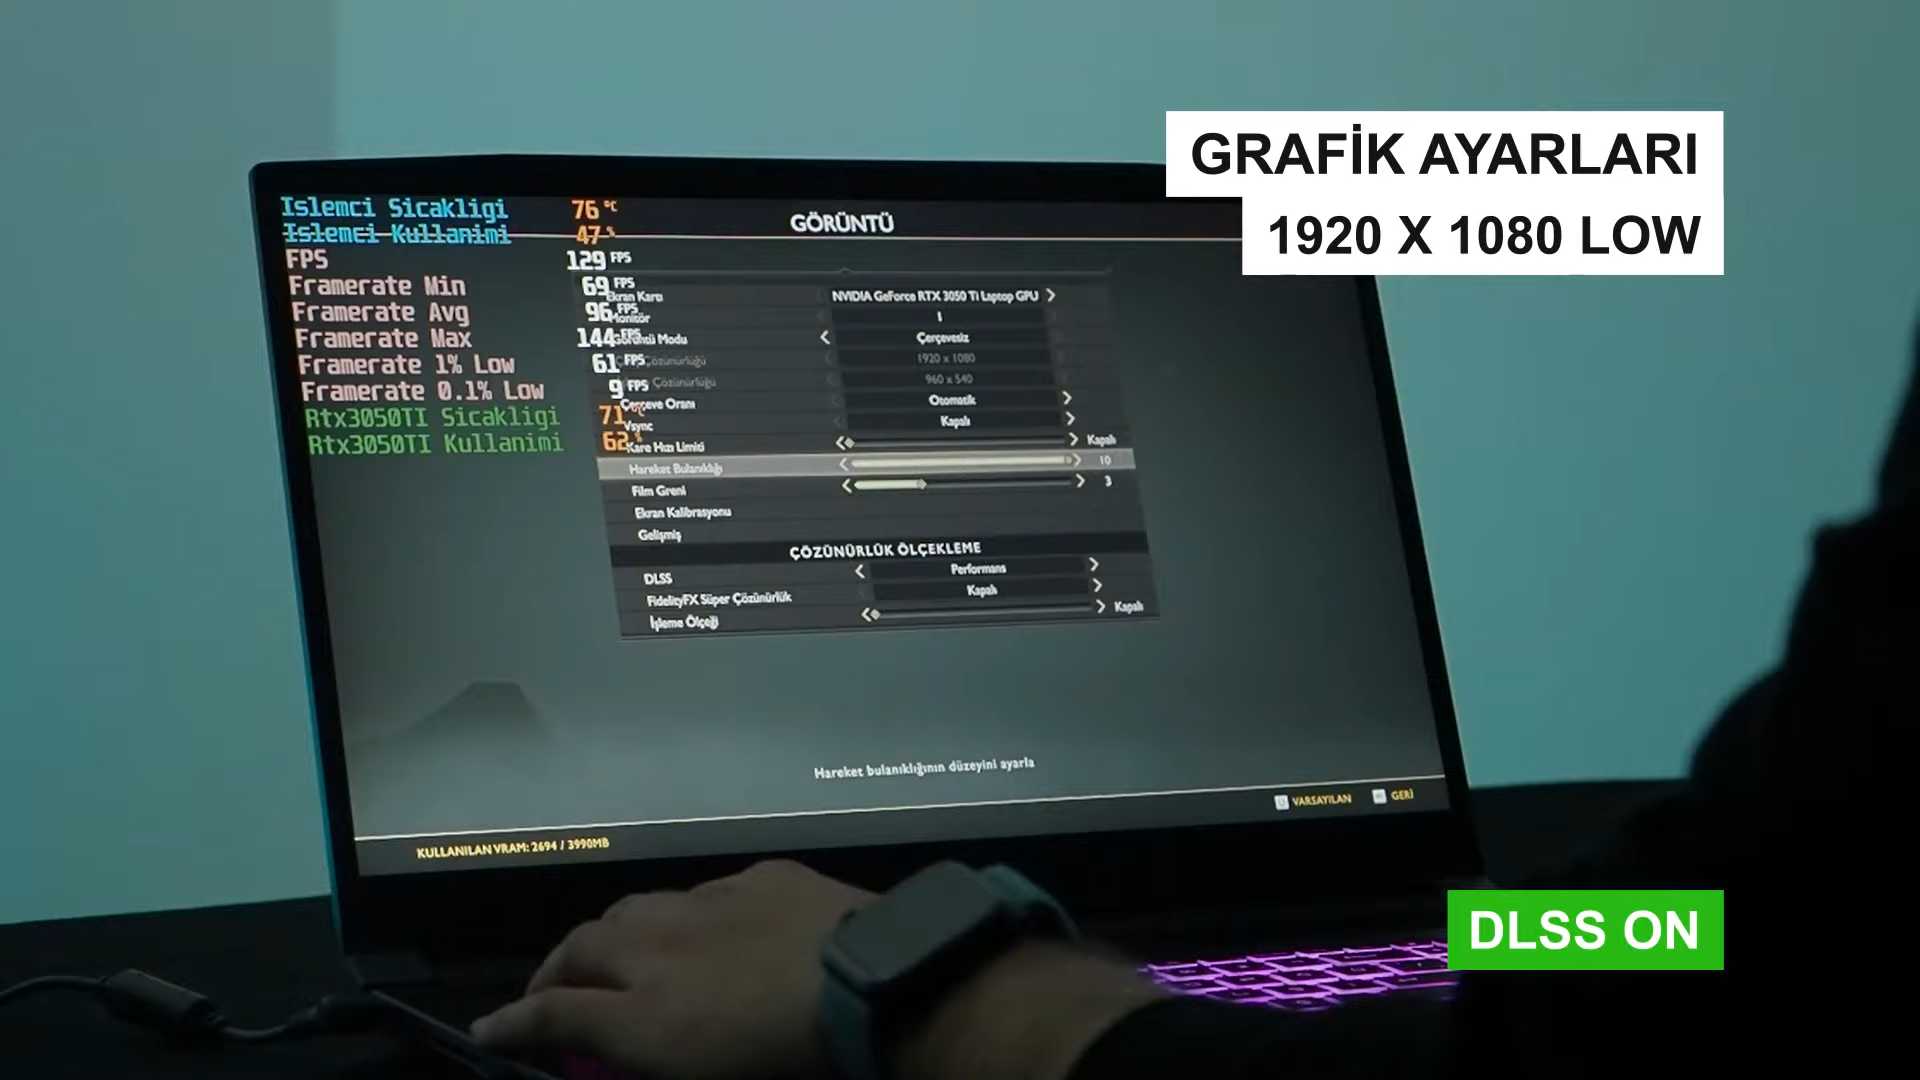 GRAFİK AYARLARI
1920 X 1080 LOW
Islemci Sicakligi 76 °C
Islemci Kullanimi 47 %
FPS 129 FPS
Framerate Min 69 FPS
Framerate Avg 96 FPS
Framerate Max 144 FPS
Framerate 1% Low 61 FPS
Framerate 0.1% Low 9 FPS
Rtx3050TI Sicakligi 71 °C
Rtx3050TI Kullanimi 62 %
GÖRÜNTÜ
Ekran Kartı NVIDIA GeForce RTX 3050 Ti Laptop GPU
Monitör 1
Görüntü Modu Çerçevesiz
Çözünürlüğü 1920 x 1080
Çözünürlüğü 960 x 540
Çerçeve Oranı Otomatik
Vsync Kapalı
Kare Hızı Limiti Kapalı
Hareket Bulanıklığı 10
Film Greni 3
Ekran Kalibrasyonu
Gelişmiş
ÇÖZÜNÜRLÜK ÖLÇEKLEME
DLSS Performans
FidelityFX Süper Çözünürlük Kapalı
İşleme Ölçeği Kapalı
Hareket bulanıklığının düzeyini ayarla
VARSAYILAN GERİ
KULLANILAN VRAM: 2694 / 3990MB
DLSS ON